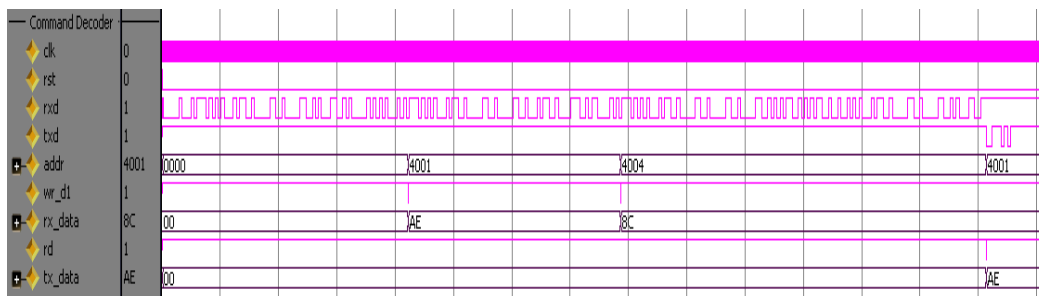 Command Decoder
clk 0
rst 0
rxd 1
txd 1
addr 4001 0000 4001 4004 4001
wr_d1 1
rx_data 8C 00 AE 8C
rd 1
tx_data AE 00 AE